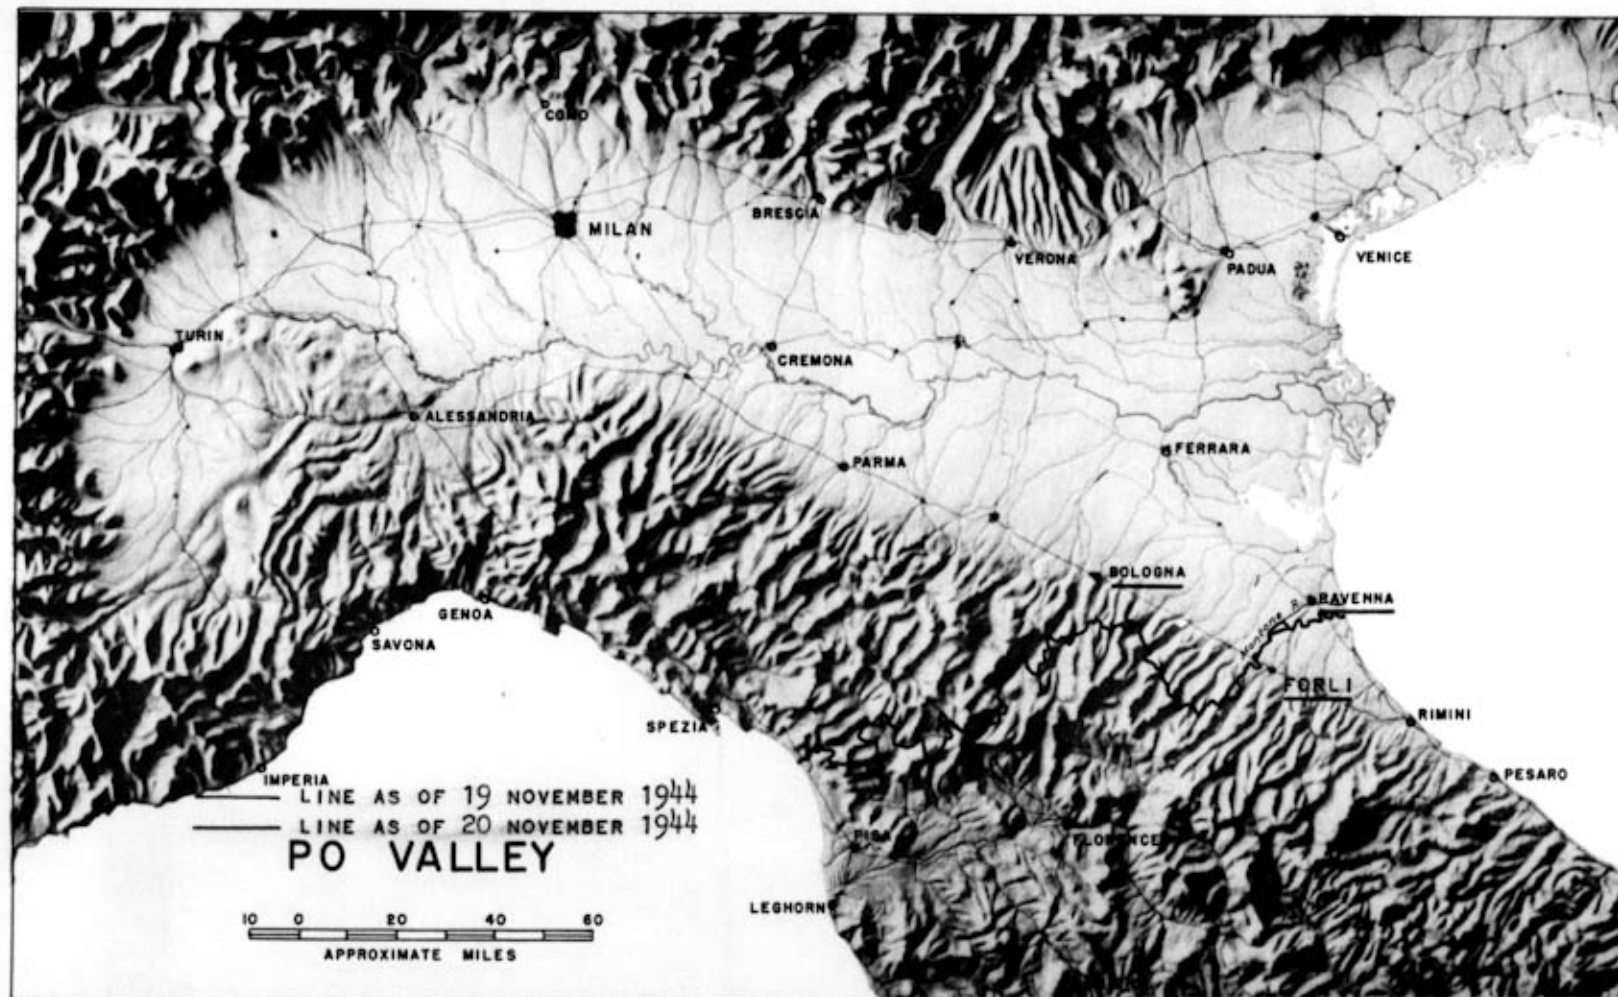 COMO
MILAN
BRESCIA
VERONA
PADUA
VENICE
TURIN
CREMONA
ALESSANDRIA
PARMA
FERRARA
BOLOGNA
RAVENNA
Montone R.
GENOA
SAVONA
FORLI
SPEZIA
RIMINI
IMPERIA
PESARO
LINE AS OF 19 NOVEMBER 1944
LINE AS OF 20 NOVEMBER 1944
PISA
FLORENCE
PO VALLEY
LEGHORN
10 0 20 40 60
APPROXIMATE MILES